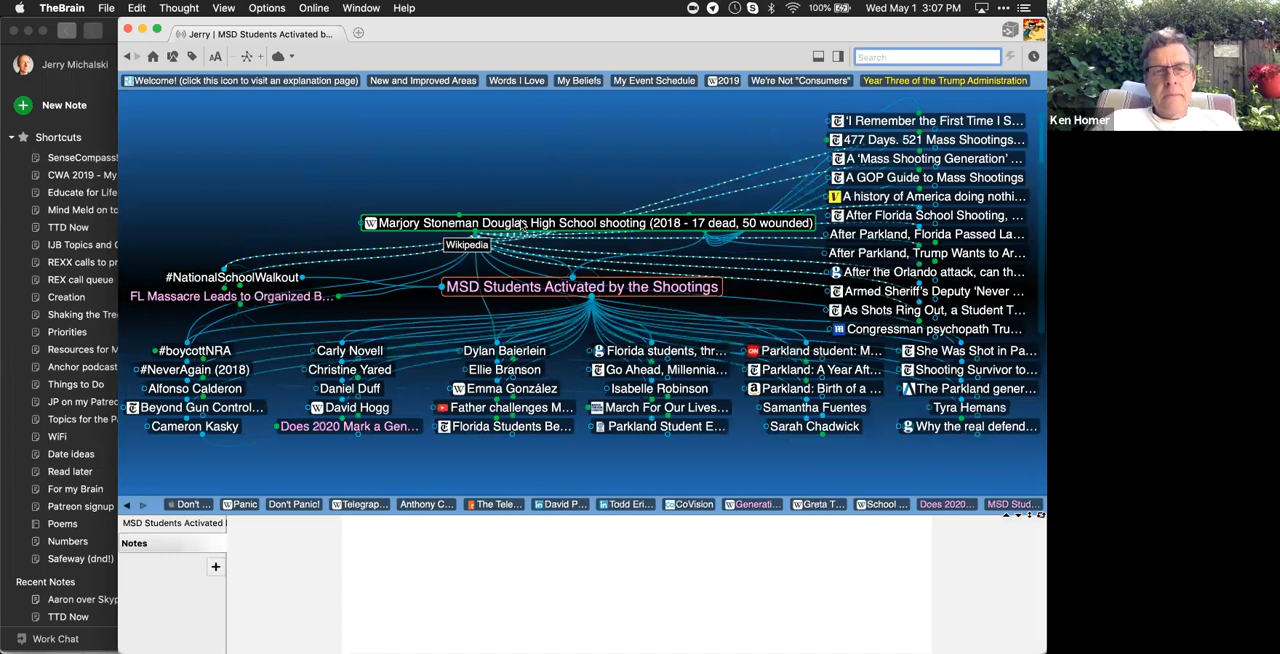 TheBrain File Edit Thought View Options Online Window Help 100% Wed May 1 3:07 PM
Jerry | MSD Students Activated b...
Jerry Michalski
New Note
Shortcuts
SenseCompass!
CWA 2019 - My
Educate for Life
Mind Meld on to
TTD Now
IJB Topics and C
REXX calls to pr
REX call queue
Creation
Shaking the Tre
Priorities
Resources for M
Anchor podcast
Things to Do
JP on my Patre
Topics for the P
WiFi
Date ideas
Read later
For my Brain
Patreon signup
Poems
Numbers
Safeway (dnd!)
Recent Notes
Aaron over Skyp
TTD Now
Work Chat
Search
Welcome! (click this icon to visit an explanation page) New and Improved Areas Words I Love My Beliefs My Event Schedule 2019 We're Not "Consumers" Year Three of the Trump Administration
'I Remember the First Time I S...
477 Days. 521 Mass Shootings...
A 'Mass Shooting Generation' ...
A GOP Guide to Mass Shootings
A history of America doing nothi...
After Florida School Shooting, ...
After Parkland, Florida Passed La...
After Parkland, Trump Wants to Ar...
After the Orlando attack, can th...
Armed Sheriff's Deputy 'Never ...
As Shots Ring Out, a Student T...
Congressman psychopath Tru...
Marjory Stoneman Douglas High School shooting (2018 - 17 dead, 50 wounded)
Wikipedia
#NationalSchoolWalkout
FL Massacre Leads to Organized B...
MSD Students Activated by the Shootings
#boycottNRA Carly Novell Dylan Baierlein Florida students, thr... Parkland student: M... She Was Shot in Pa...
#NeverAgain (2018) Christine Yared Ellie Branson Go Ahead, Millennia... Parkland: A Year Aft... Shooting Survivor to...
Alfonso Calderon Daniel Duff Emma González Isabelle Robinson Parkland: Birth of a ... The Parkland gener...
Beyond Gun Control... David Hogg Father challenges M... March For Our Lives... Samantha Fuentes Tyra Hemans
Cameron Kasky Does 2020 Mark a Gen... Florida Students Be... Parkland Student E... Sarah Chadwick Why the real defend...
Don't ... Panic Don't Panic! Telegrap... Anthony C... The Tele... David P... Todd Eri... CoVision Generati... Greta T... School ... Does 2020... MSD Stud...
MSD Students Activated
Notes
Ken Homer